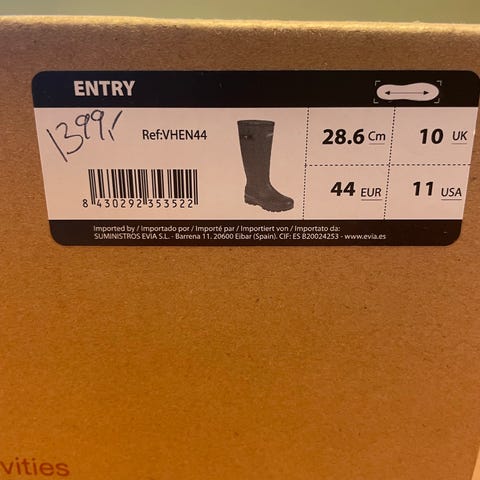 ENTRY
1399,-
Ref:VHEN44
8 430292 353522
28.6 Cm
10 UK
44 EUR
11 USA
Imported by / Importado por / Importé par / Importiert von / Importato da:
SUMINISTROS EVIA S.L. - Barrena 11. 20600 Eibar (Spain). CIF: ES B20024253 - www.evia.es
vities